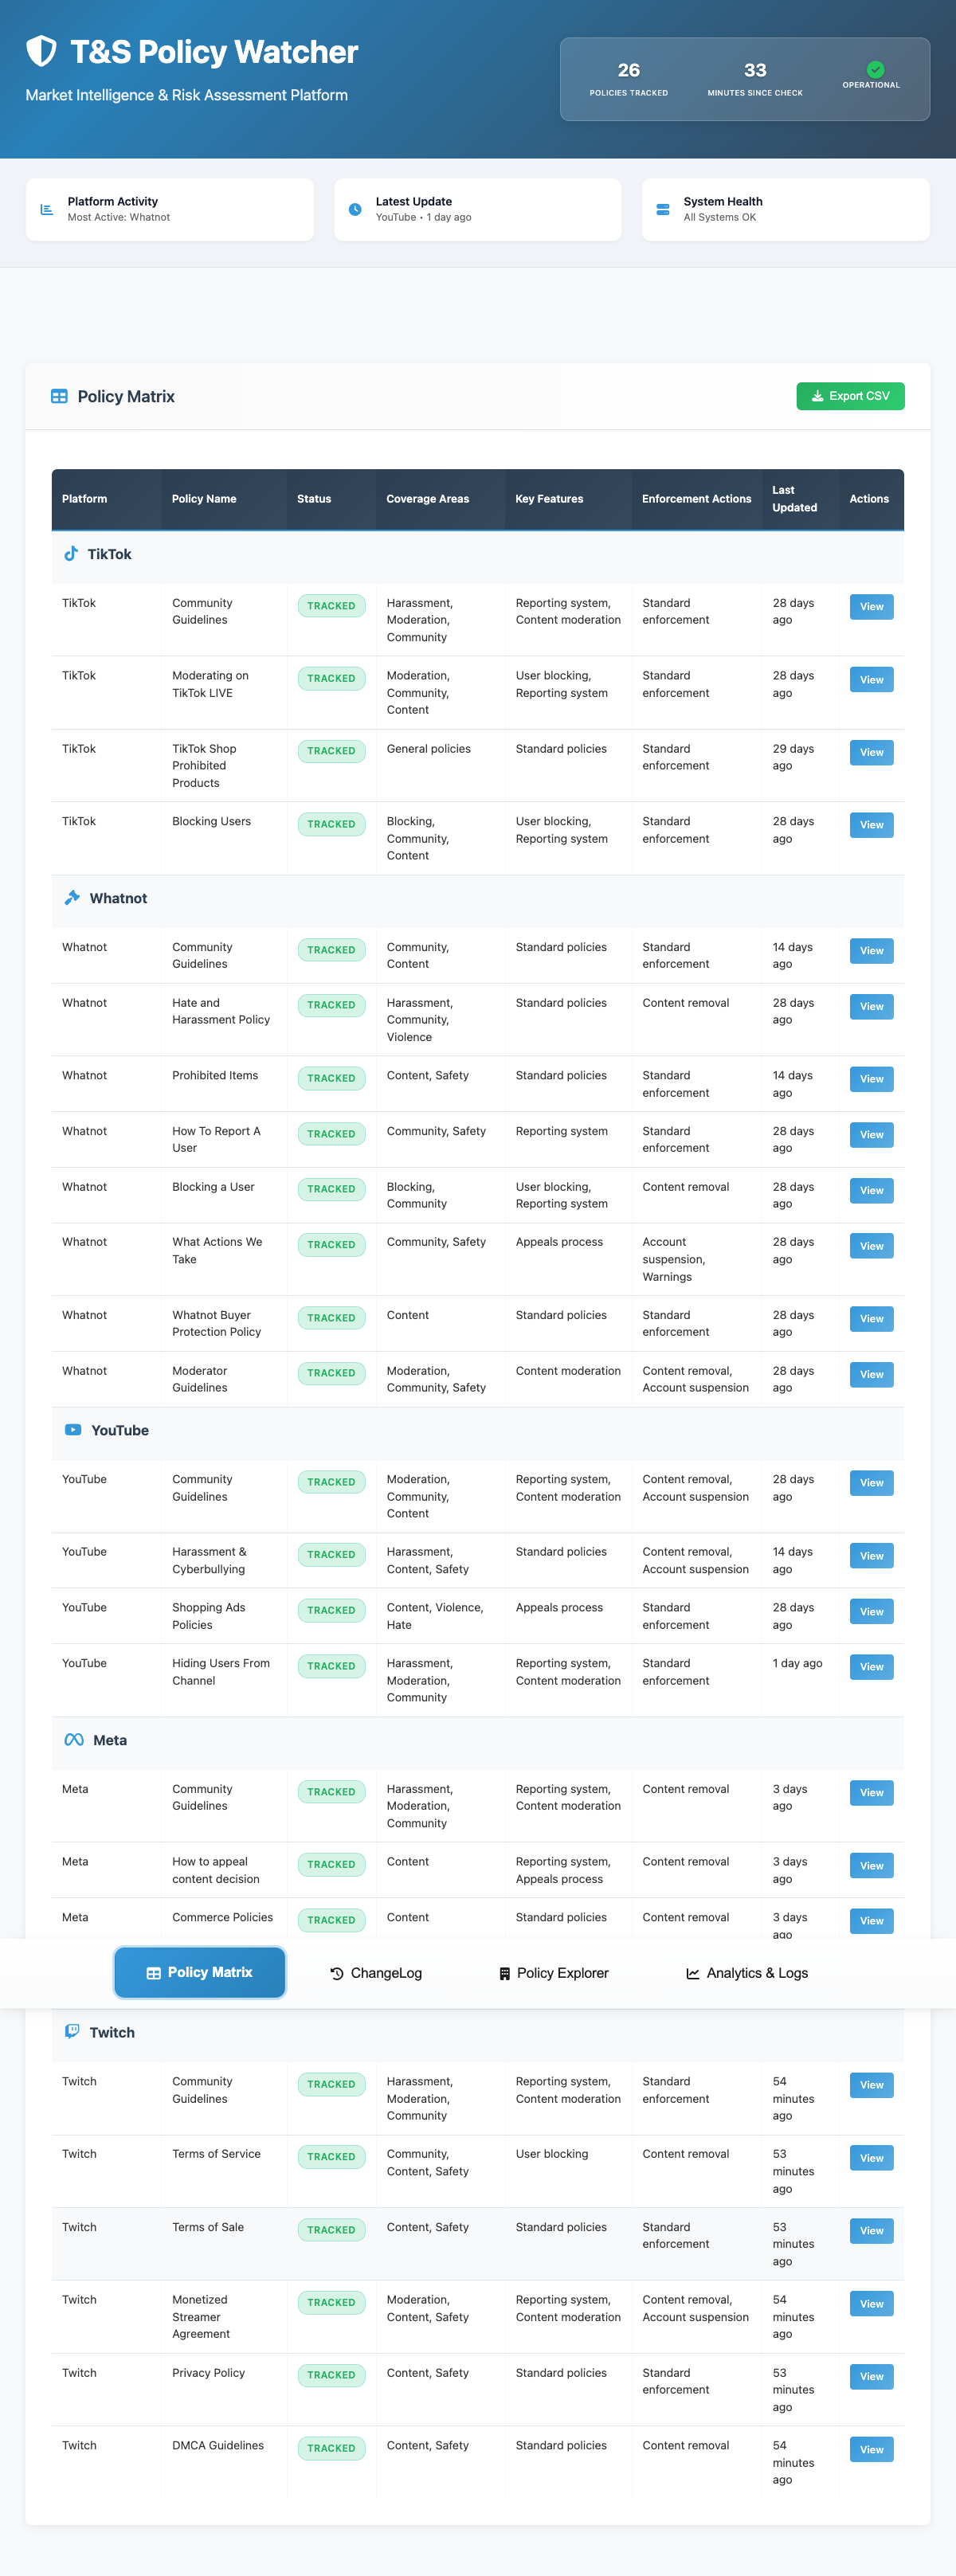 T&S Policy Watcher
Market Intelligence & Risk Assessment Platform
26
POLICIES TRACKED
33
MINUTES SINCE CHECK
OPERATIONAL
Platform Activity
Most Active: Whatnot
Latest Update
YouTube • 1 day ago
System Health
All Systems OK
Policy Matrix
Export CSV
Platform Policy Name Status Coverage Areas Key Features Enforcement Actions Last Updated Actions
TikTok
TikTok Community Guidelines TRACKED Harassment, Moderation, Community Reporting system, Content moderation Standard enforcement 28 days ago View
TikTok Moderating on TikTok LIVE TRACKED Moderation, Community, Content User blocking, Reporting system Standard enforcement 28 days ago View
TikTok TikTok Shop Prohibited Products TRACKED General policies Standard policies Standard enforcement 29 days ago View
TikTok Blocking Users TRACKED Blocking, Community, Content User blocking, Reporting system Standard enforcement 28 days ago View
Whatnot
Whatnot Community Guidelines TRACKED Community, Content Standard policies Standard enforcement 14 days ago View
Whatnot Hate and Harassment Policy TRACKED Harassment, Community, Violence Standard policies Content removal 28 days ago View
Whatnot Prohibited Items TRACKED Content, Safety Standard policies Standard enforcement 14 days ago View
Whatnot How To Report A User TRACKED Community, Safety Reporting system Standard enforcement 28 days ago View
Whatnot Blocking a User TRACKED Blocking, Community User blocking, Reporting system Content removal 28 days ago View
Whatnot What Actions We Take TRACKED Community, Safety Appeals process Account suspension, Warnings 28 days ago View
Whatnot Whatnot Buyer Protection Policy TRACKED Content Standard policies Standard enforcement 28 days ago View
Whatnot Moderator Guidelines TRACKED Moderation, Community, Safety Content moderation Content removal, Account suspension 28 days ago View
YouTube
YouTube Community Guidelines TRACKED Moderation, Community, Content Reporting system, Content moderation Content removal, Account suspension 28 days ago View
YouTube Harassment & Cyberbullying TRACKED Harassment, Content, Safety Standard policies Content removal, Account suspension 14 days ago View
YouTube Shopping Ads Policies TRACKED Content, Violence, Hate Appeals process Standard enforcement 28 days ago View
YouTube Hiding Users From Channel TRACKED Harassment, Moderation, Community Reporting system, Content moderation Standard enforcement 1 day ago View
Meta
Meta Community Guidelines TRACKED Harassment, Moderation, Community Reporting system, Content moderation Content removal 3 days ago View
Meta How to appeal content decision TRACKED Content Reporting system, Appeals process Content removal 3 days ago View
Meta Commerce Policies TRACKED Content Standard policies Content removal 3 days ago View
Policy Matrix
ChangeLog
Policy Explorer
Analytics & Logs
Twitch
Twitch Community Guidelines TRACKED Harassment, Moderation, Community Reporting system, Content moderation Standard enforcement 54 minutes ago View
Twitch Terms of Service TRACKED Community, Content, Safety User blocking Content removal 53 minutes ago View
Twitch Terms of Sale TRACKED Content, Safety Standard policies Standard enforcement 53 minutes ago View
Twitch Monetized Streamer Agreement TRACKED Moderation, Content, Safety Reporting system, Content moderation Content removal, Account suspension 54 minutes ago View
Twitch Privacy Policy TRACKED Content, Safety Standard policies Standard enforcement 53 minutes ago View
Twitch DMCA Guidelines TRACKED Content, Safety Standard policies Content removal 54 minutes ago View